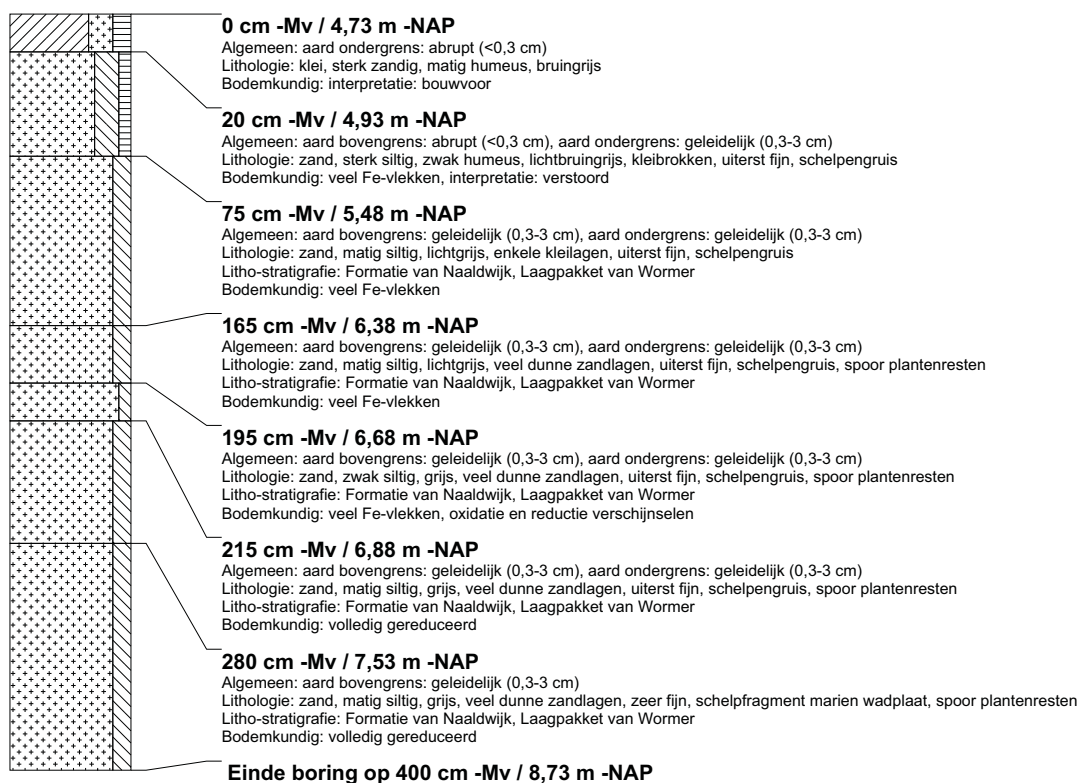 0 cm -Mv / 4,73 m -NAP
Algemeen: aard ondergrens: abrupt (<0,3 cm)
Lithologie: klei, sterk zandig, matig humeus, bruingrijs
Bodemkundig: interpretatie: bouwvoor
20 cm -Mv / 4,93 m -NAP
Algemeen: aard bovengrens: abrupt (<0,3 cm), aard ondergrens: geleidelijk (0,3-3 cm)
Lithologie: zand, sterk siltig, zwak humeus, lichtbruingrijs, kleibrokken, uiterst fijn, schelpengruis
Bodemkundig: veel Fe-vlekken, interpretatie: verstoord
75 cm -Mv / 5,48 m -NAP
Algemeen: aard bovengrens: geleidelijk (0,3-3 cm), aard ondergrens: geleidelijk (0,3-3 cm)
Lithologie: zand, matig siltig, lichtgrijs, enkele kleilagen, uiterst fijn, schelpengruis
Litho-stratigrafie: Formatie van Naaldwijk, Laagpakket van Wormer
Bodemkundig: veel Fe-vlekken
165 cm -Mv / 6,38 m -NAP
Algemeen: aard bovengrens: geleidelijk (0,3-3 cm), aard ondergrens: geleidelijk (0,3-3 cm)
Lithologie: zand, matig siltig, lichtgrijs, veel dunne zandlagen, uiterst fijn, schelpengruis, spoor plantenresten
Litho-stratigrafie: Formatie van Naaldwijk, Laagpakket van Wormer
Bodemkundig: veel Fe-vlekken
195 cm -Mv / 6,68 m -NAP
Algemeen: aard bovengrens: geleidelijk (0,3-3 cm), aard ondergrens: geleidelijk (0,3-3 cm)
Lithologie: zand, zwak siltig, grijs, veel dunne zandlagen, uiterst fijn, schelpengruis, spoor plantenresten
Litho-stratigrafie: Formatie van Naaldwijk, Laagpakket van Wormer
Bodemkundig: veel Fe-vlekken, oxidatie en reductie verschijnselen
215 cm -Mv / 6,88 m -NAP
Algemeen: aard bovengrens: geleidelijk (0,3-3 cm), aard ondergrens: geleidelijk (0,3-3 cm)
Lithologie: zand, matig siltig, grijs, veel dunne zandlagen, uiterst fijn, schelpengruis, spoor plantenresten
Litho-stratigrafie: Formatie van Naaldwijk, Laagpakket van Wormer
Bodemkundig: volledig gereduceerd
280 cm -Mv / 7,53 m -NAP
Algemeen: aard bovengrens: geleidelijk (0,3-3 cm)
Lithologie: zand, matig siltig, grijs, veel dunne zandlagen, zeer fijn, schelpfragment marien wadplaat, spoor plantenresten
Litho-stratigrafie: Formatie van Naaldwijk, Laagpakket van Wormer
Bodemkundig: volledig gereduceerd
Einde boring op 400 cm -Mv / 8,73 m -NAP